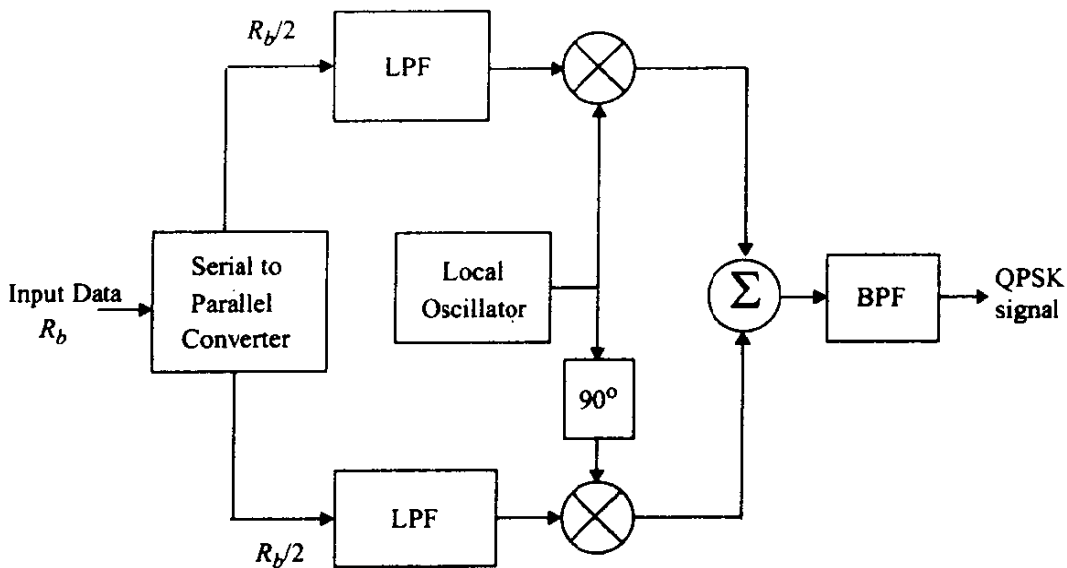 R_b/2
LPF
Serial to
Parallel
Converter
Input Data
R_b
Local
Oscillator
90°
Σ
BPF
QPSK
signal
LPF
R_b/2